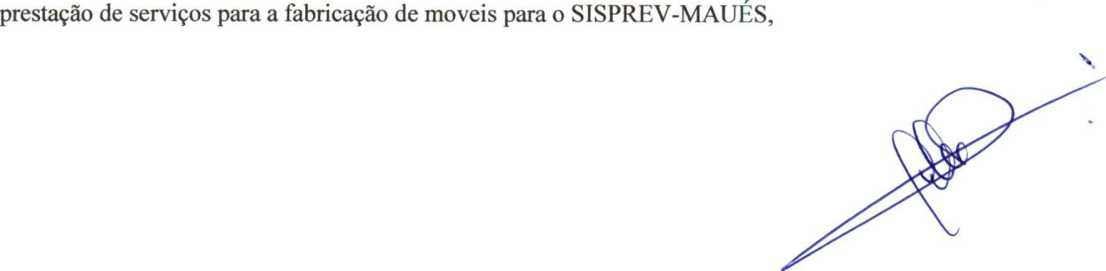 prestação de serviços para a fabricação de moveis para o SISPREV-MAUÉS,